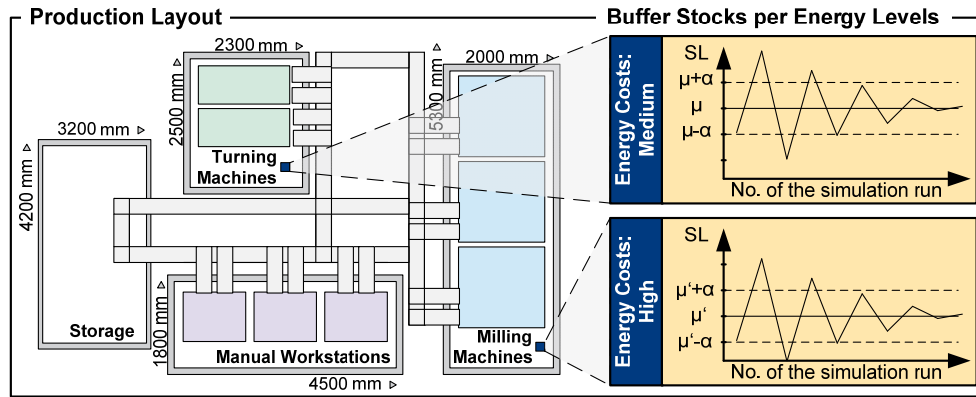 Production Layout
Buffer Stocks per Energy Levels
2300 mm
2500 mm
Turning
Machines
5300 mm
2000 mm
3200 mm
4200 mm
Storage
1800 mm
Manual Workstations
4500 mm
Milling
Machines
Energy Costs:
Medium
SL
μ+α
μ
μ-α
No. of the simulation run
Energy Costs:
High
SL
μ‘+α
μ‘
μ‘-α
No. of the simulation run